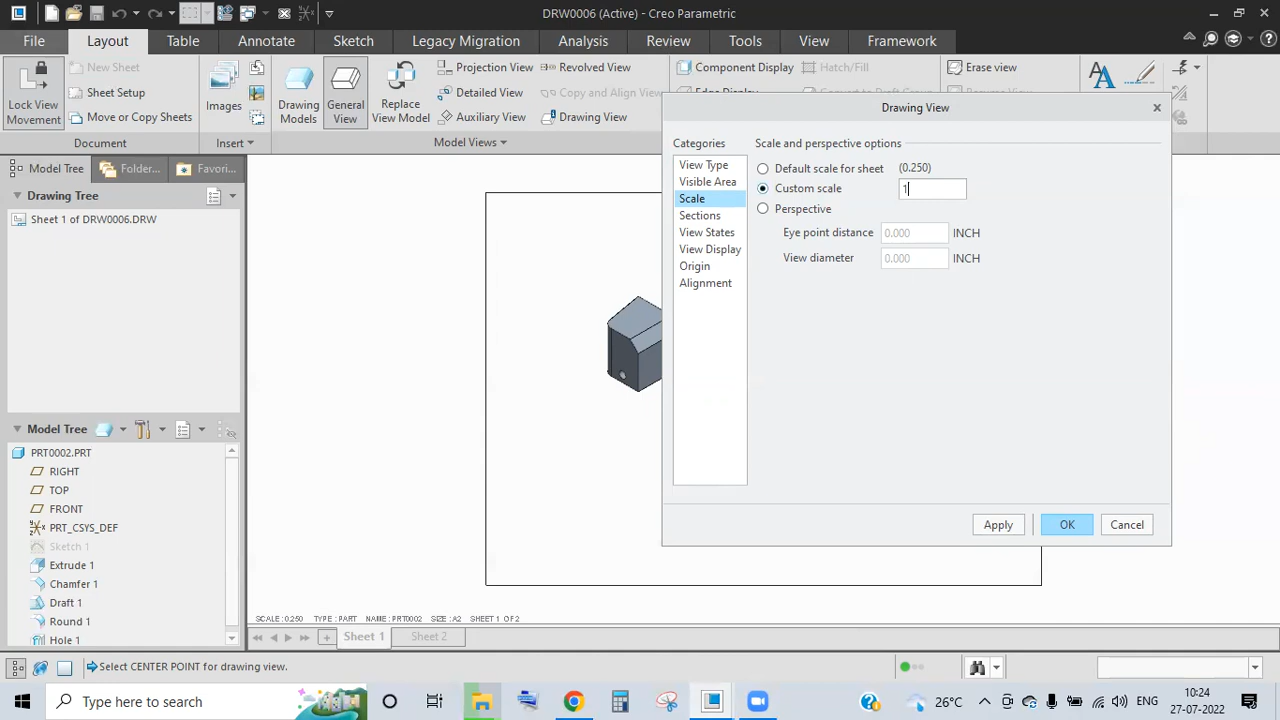 DRW0006 (Active) - Creo Parametric
File Layout Table Annotate Sketch Legacy Migration Analysis Review Tools View Framework
Lock View Movement
New Sheet
Sheet Setup
Move or Copy Sheets
Document
Images
Insert
Drawing Models
General View
Replace View Model
Projection View
Detailed View
Auxiliary View
Revolved View
Copy and Align View
Drawing View
Model Views
Component Display
Hatch/Fill
Erase view
Model Tree Folder... Favori...
Drawing Tree
Sheet 1 of DRW0006.DRW
Model Tree
PRT0002.PRT
RIGHT
TOP
FRONT
PRT_CSYS_DEF
Sketch 1
Extrude 1
Chamfer 1
Draft 1
Round 1
Hole 1
Drawing View
Categories
View Type
Visible Area
Scale
Sections
View States
View Display
Origin
Alignment
Scale and perspective options
Default scale for sheet (0.250)
Custom scale 1
Perspective
Eye point distance 0.000 INCH
View diameter 0.000 INCH
Apply OK Cancel
SCALE:0.250 TYPE:PART NAME:PRT0002 SIZE:A2 SHEET 1 OF 2
Sheet 1 Sheet 2
Select CENTER POINT for drawing view.
Type here to search
26°C ENG 10:24
27-07-2022